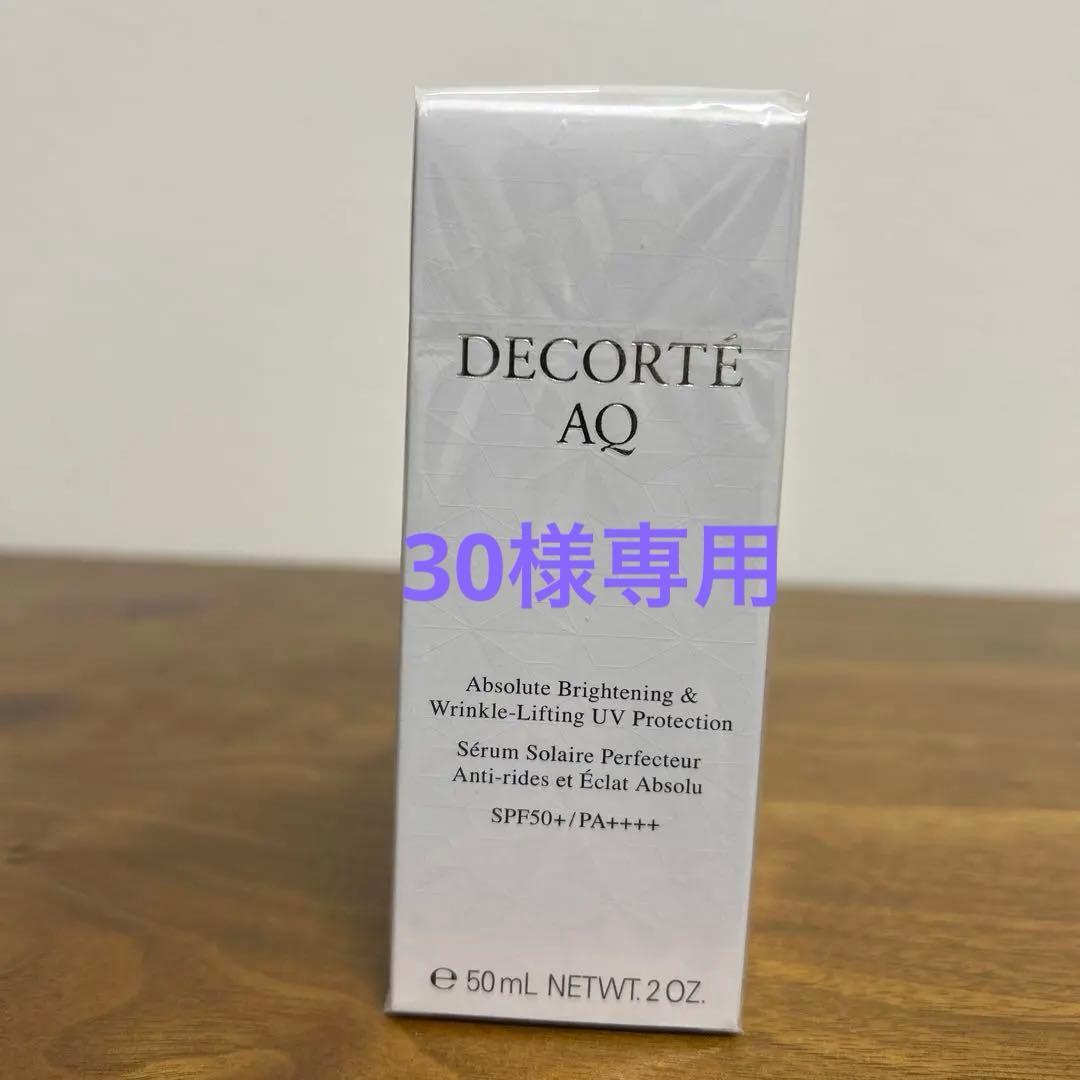 DECORTÉ
AQ
30様専用
Absolute Brightening &
Wrinkle-Lifting UV Protection
Sérum Solaire Perfecteur
Anti-rides et Éclat Absolu
SPF50+/PA++++
℮ 50mL NETWT. 2 OZ.